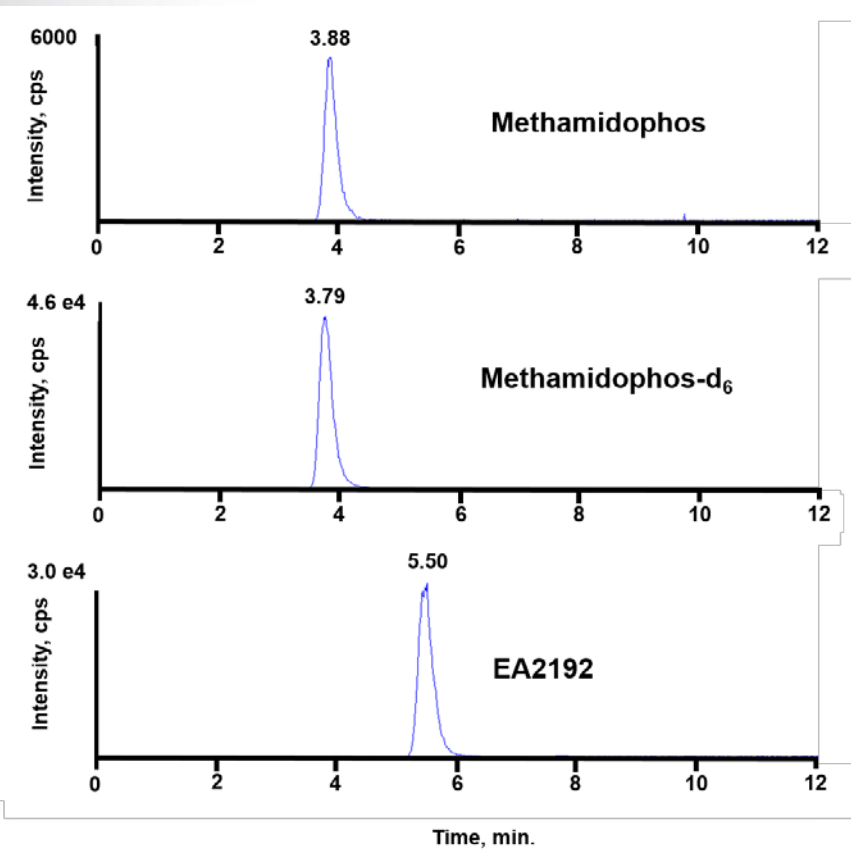 6000
3.88
Methamidophos
Intensity, cps
0 2 4 6 8 10 12
4.6 e4
3.79
Methamidophos-d₆
Intensity, cps
0 2 4 6 8 10 12
3.0 e4
5.50
EA2192
Intensity, cps
0 2 4 6 8 10 12
Time, min.